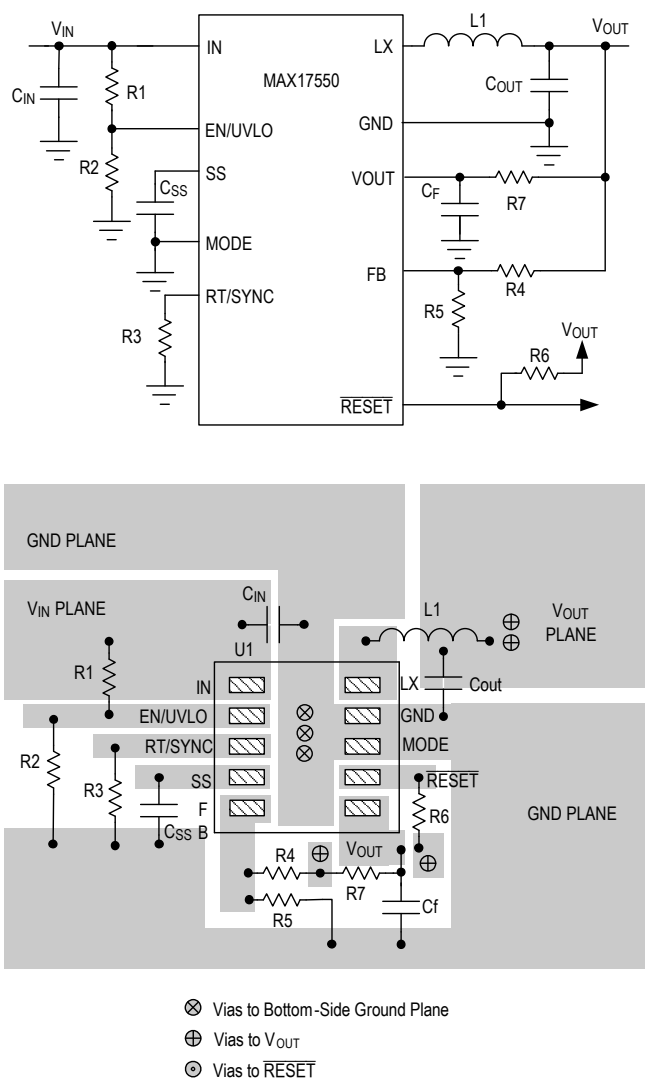 VIN
L1
VOUT
IN
LX
CIN
R1
MAX17550
COUT
EN/UVLO
GND
R2
SS
VOUT
CSS
CF
R7
MODE
FB
R4
RT/SYNC
R5
R3
VOUT
R6
RESET
GND PLANE
CIN
VIN PLANE
L1
VOUT
PLANE
U1
R1
IN
LX
Cout
EN/UVLO
GND
RT/SYNC
MODE
R2
SS
RESET
R3
F
R6
GND PLANE
CSS
B
R4
VOUT
R7
Cf
R5
Vias to Bottom-Side Ground Plane
Vias to VOUT
Vias to RESET